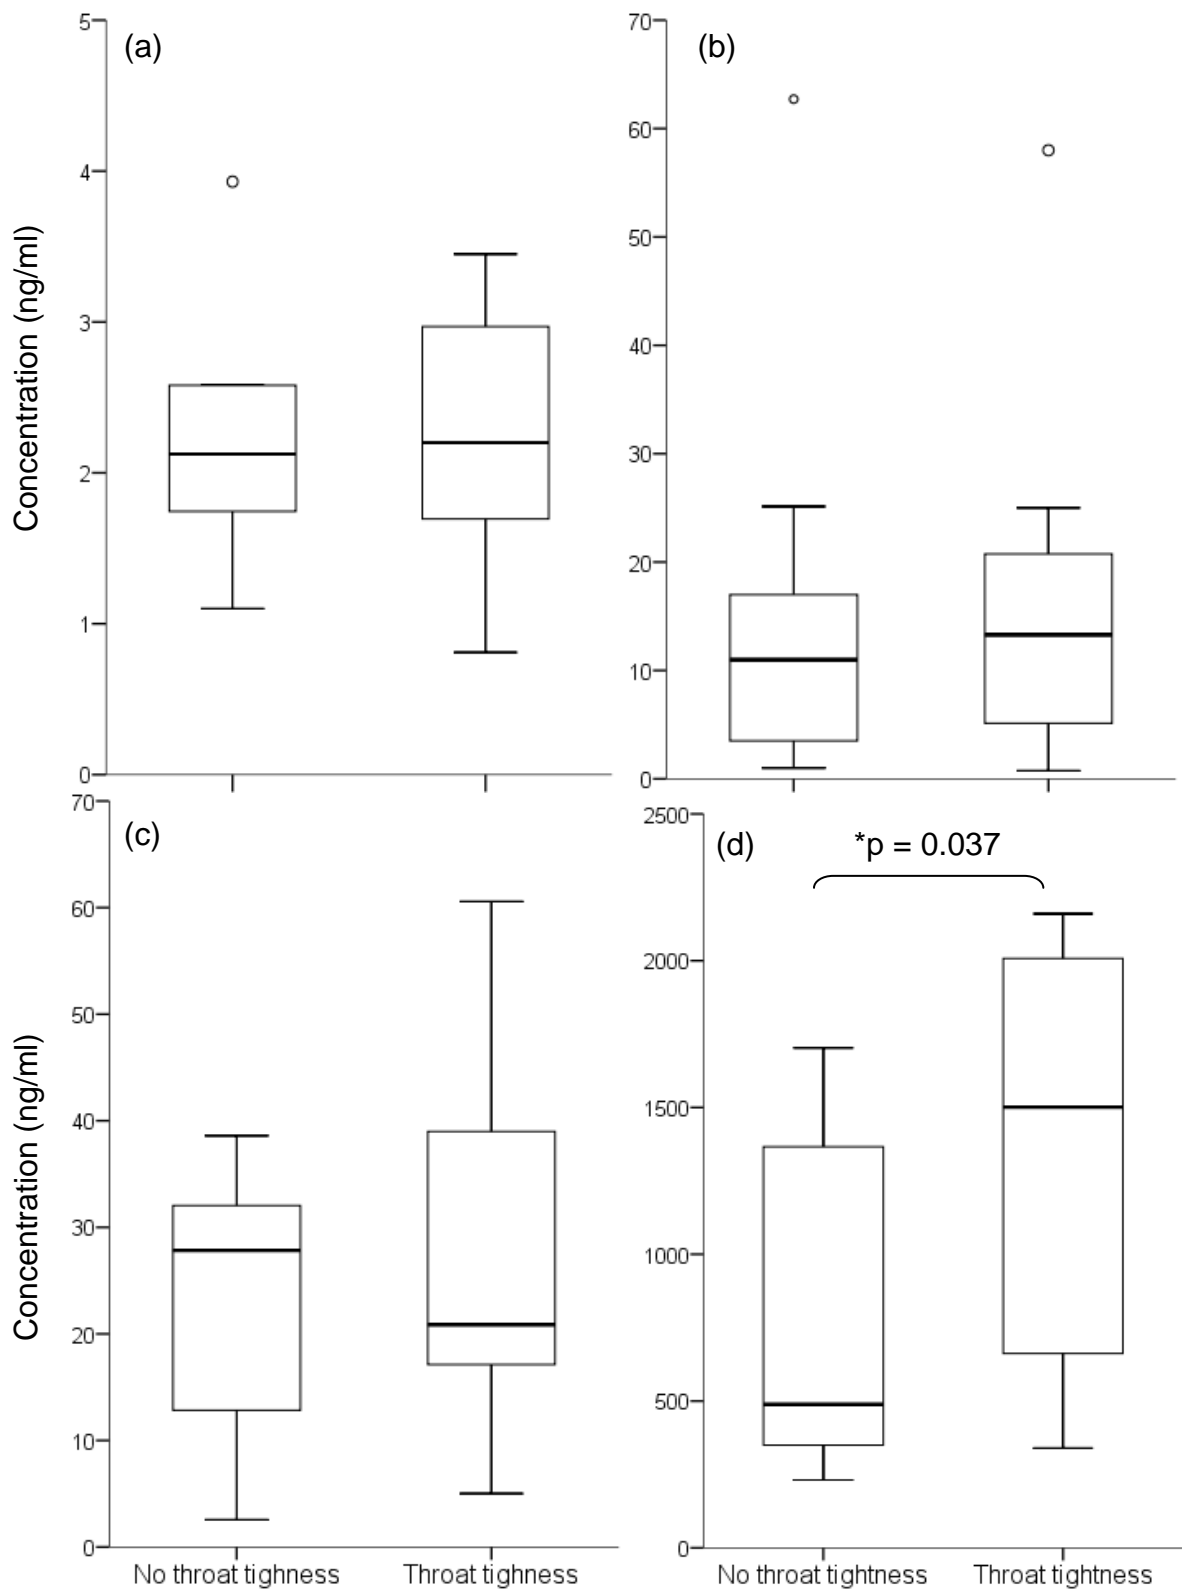 (a)
5
4
3
2
1
0
Concentration (ng/ml)
(b)
70
60
50
40
30
20
10
0
(c)
70
60
50
40
30
20
10
0
Concentration (ng/ml)
No throat tighness
Throat tighness
(d)
*p = 0.037
2500
2000
1500
1000
500
0
No throat tightness
Throat tightness